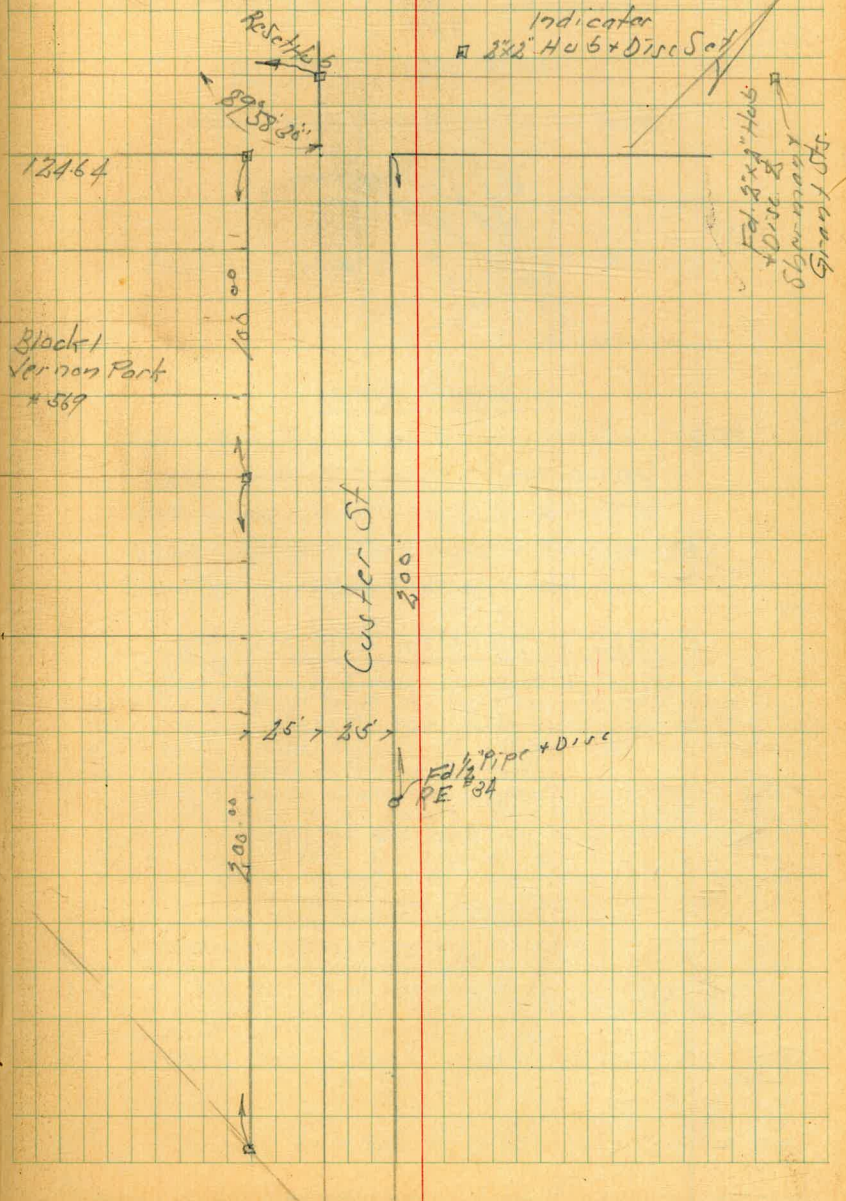 Reset Hub
Indicator
2"x2" Hub + Disc Set
89°58'30"
Fd. 2"x2" Hub
+ Disc &
Sherman +
Grant Sts.
124.64
100.00
Block 1
Vernon Park
# 569
Custer St
200'
25' 25'
Fd 1/2" Pipe + Disc
RE #34
200.00